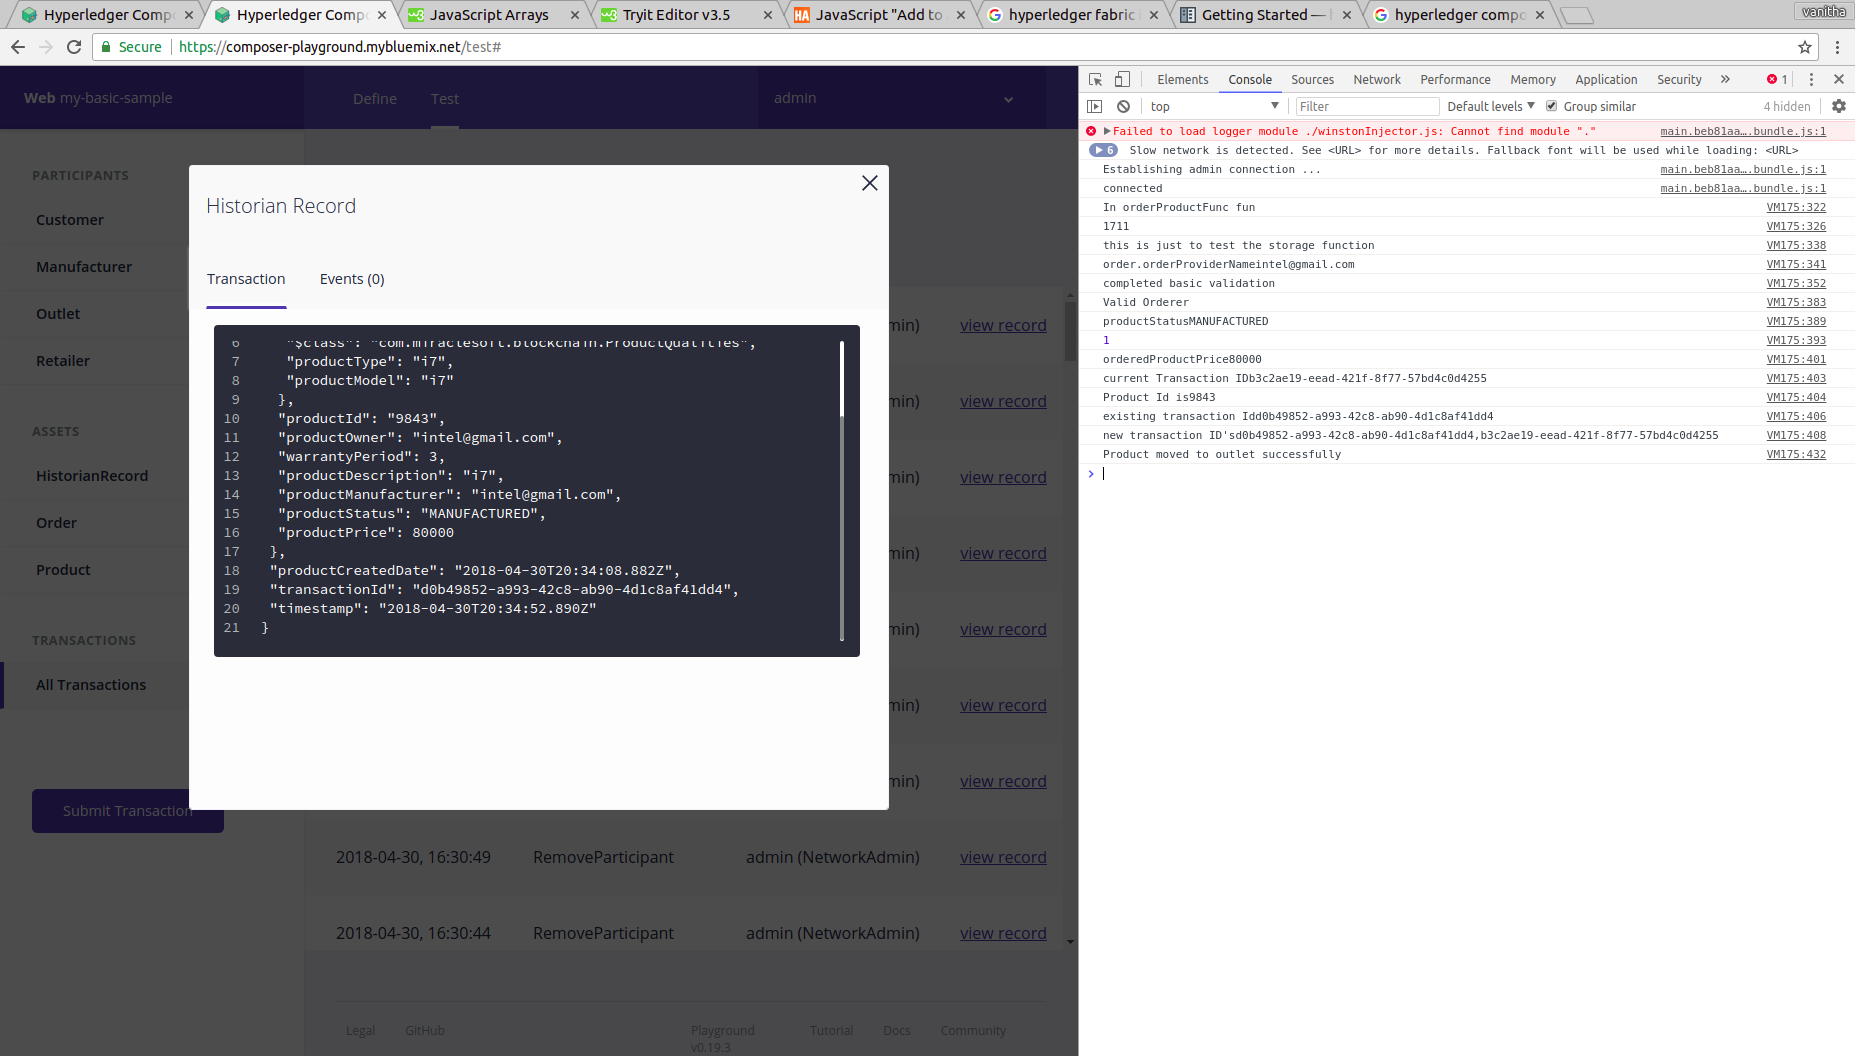 Hyperledger Compo
Hyperledger Compo
JavaScript Arrays
Tryit Editor v3.5
JavaScript "Add to
hyperledger fabric
Getting Started —
hyperledger compo
vanitha
Secure
https://composer-playground.mybluemix.net/test#
Web my-basic-sample
Define
Test
admin
PARTICIPANTS
Customer
Manufacturer
Outlet
Retailer
ASSETS
HistorianRecord
Order
Product
TRANSACTIONS
All Transactions
Submit Transaction
Historian Record
Transaction
Events (0)
6 "$class": "com.miraclesoft.blockchain.ProductQualities",
7 "productType": "i7",
8 "productModel": "i7"
9 },
10 "productId": "9843",
11 "productOwner": "intel@gmail.com",
12 "warrantyPeriod": 3,
13 "productDescription": "i7",
14 "productManufacturer": "intel@gmail.com",
15 "productStatus": "MANUFACTURED",
16 "productPrice": 80000
17 },
18 "productCreatedDate": "2018-04-30T20:34:08.882Z",
19 "transactionId": "d0b49852-a993-42c8-ab90-4d1c8af41dd4",
20 "timestamp": "2018-04-30T20:34:52.890Z"
21 }
min) view record
min) view record
min) view record
min) view record
min) view record
min) view record
min) view record
2018-04-30, 16:30:49 RemoveParticipant admin (NetworkAdmin) view record
2018-04-30, 16:30:44 RemoveParticipant admin (NetworkAdmin) view record
Legal GitHub Playground v0.19.3 Tutorial Docs Community
Elements Console Sources Network Performance Memory Application Security » 1
top Filter Default levels Group similar 4 hidden
Failed to load logger module ./winstonInjector.js: Cannot find module "." main.beb81aa….bundle.js:1
6 Slow network is detected. See <URL> for more details. Fallback font will be used while loading: <URL>
Establishing admin connection ... main.beb81aa….bundle.js:1
connected main.beb81aa….bundle.js:1
In orderProductFunc fun VM175:322
1711 VM175:326
this is just to test the storage function VM175:338
order.orderProviderNameintel@gmail.com VM175:341
completed basic validation VM175:352
Valid Orderer VM175:383
productStatusMANUFACTURED VM175:389
1 VM175:393
orderedProductPrice80000 VM175:401
current Transaction IDb3c2ae19-eead-421f-8f77-57bd4c0d4255 VM175:403
Product Id is9843 VM175:404
existing transaction Idd0b49852-a993-42c8-ab90-4d1c8af41dd4 VM175:406
new transaction ID'sd0b49852-a993-42c8-ab90-4d1c8af41dd4,b3c2ae19-eead-421f-8f77-57bd4c0d4255 VM175:408
Product moved to outlet successfully VM175:432